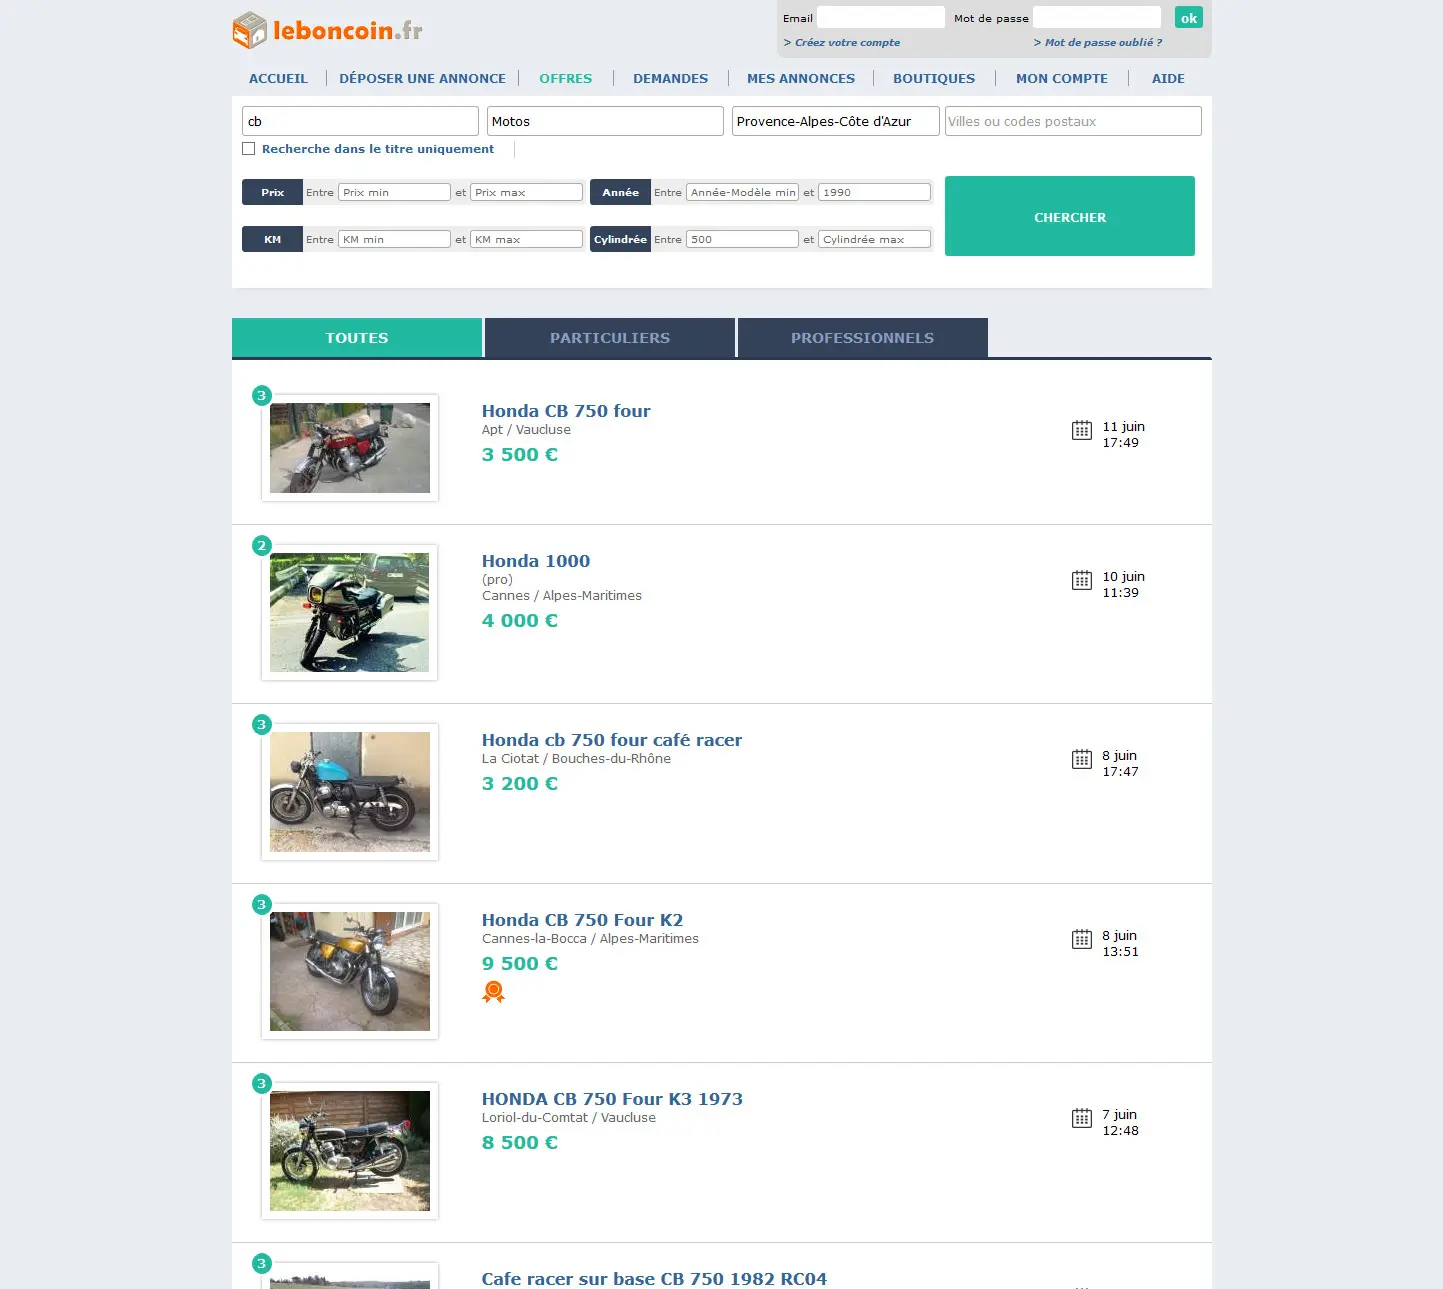 leboncoin.fr
Email Mot de passe ok
> Créez votre compte > Mot de passe oublié ?
ACCUEIL DÉPOSER UNE ANNONCE OFFRES DEMANDES MES ANNONCES BOUTIQUES MON COMPTE AIDE
cb Motos Provence-Alpes-Côte d'Azur Villes ou codes postaux
Recherche dans le titre uniquement
Prix Entre Prix min et Prix max Année Entre Année-Modèle min et 1990
CHERCHER
KM Entre KM min et KM max Cylindrée Entre 500 et Cylindrée max
TOUTES PARTICULIERS PROFESSIONNELS
3
Honda CB 750 four
Apt / Vaucluse
3 500 €
11 juin
17:49
2
Honda 1000
(pro)
Cannes / Alpes-Maritimes
4 000 €
10 juin
11:39
3
Honda cb 750 four café racer
La Ciotat / Bouches-du-Rhône
3 200 €
8 juin
17:47
3
Honda CB 750 Four K2
Cannes-la-Bocca / Alpes-Maritimes
9 500 €
8 juin
13:51
3
HONDA CB 750 Four K3 1973
Loriol-du-Comtat / Vaucluse
8 500 €
7 juin
12:48
3
Cafe racer sur base CB 750 1982 RC04